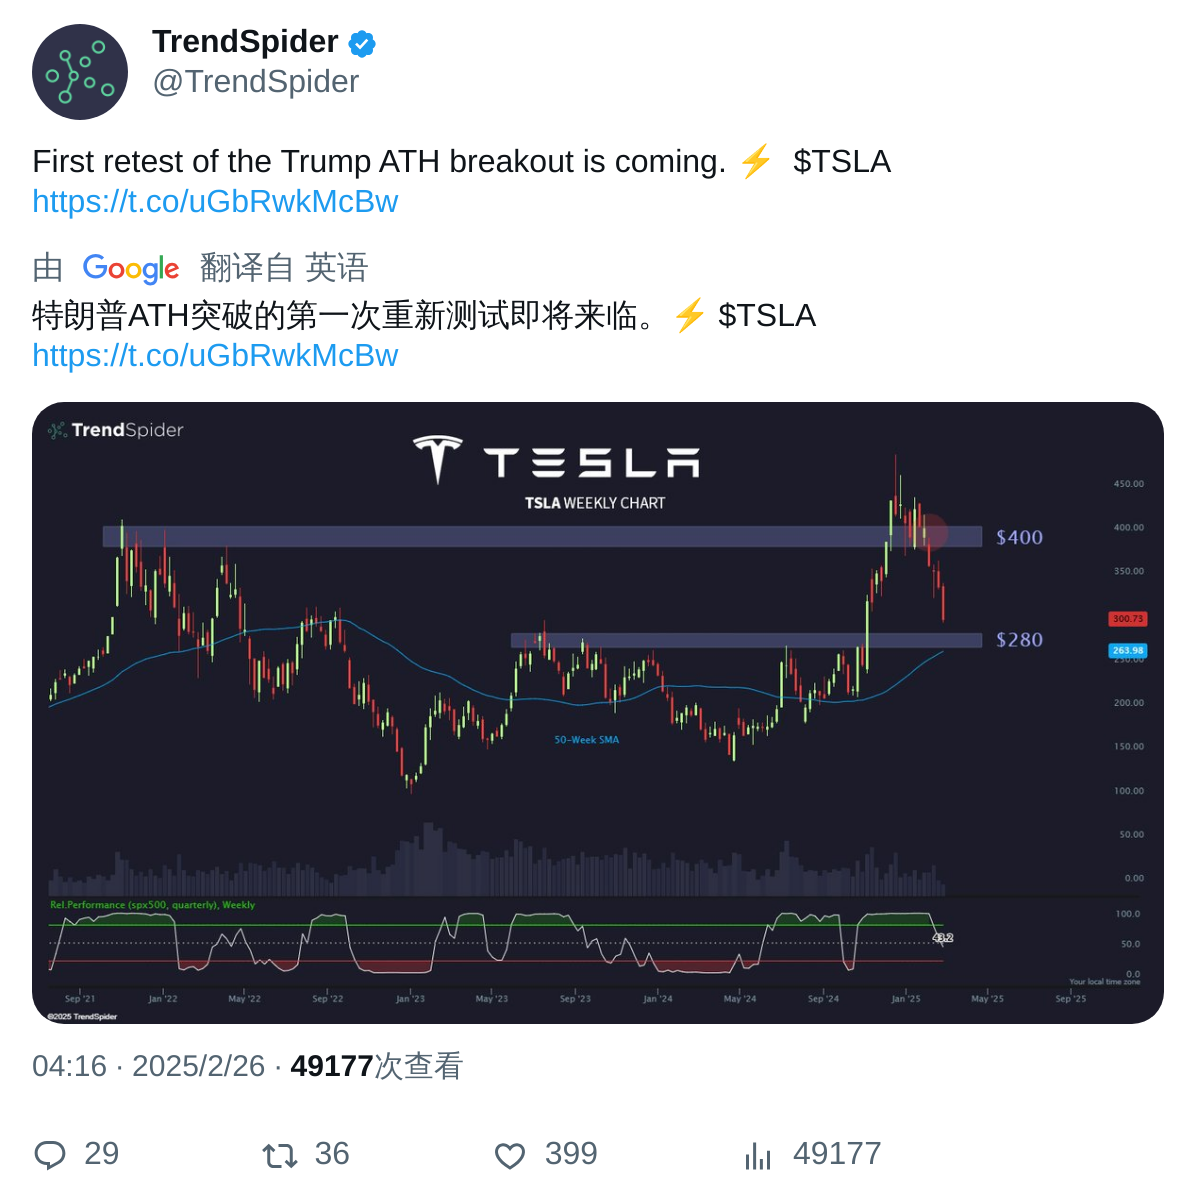 TrendSpider
@TrendSpider
First retest of the Trump ATH breakout is coming. ⚡ $TSLA
https://t.co/uGbRwkMcBw
由 Google 翻译自 英语
特朗普ATH突破的第一次重新测试即将来临。⚡ $TSLA
https://t.co/uGbRwkMcBw
TrendSpider
TESLA
TSLA WEEKLY CHART
450.00
400.00
$400
350.00
300.73
$280
263.98
250.00
200.00
50-Week SMA
150.00
100.00
50.00
0.00
Rel.Performance (spx500, quarterly), Weekly
100.0
50.0
0.0
Your local time zone
Sep '21 Jan '22 May '22 Sep '22 Jan '23 May '23 Sep '23 Jan '24 May '24 Sep '24 Jan '25 May '25 Sep '25
©2025 TrendSpider
04:16 · 2025/2/26 · 49177次查看
29 36 399 49177